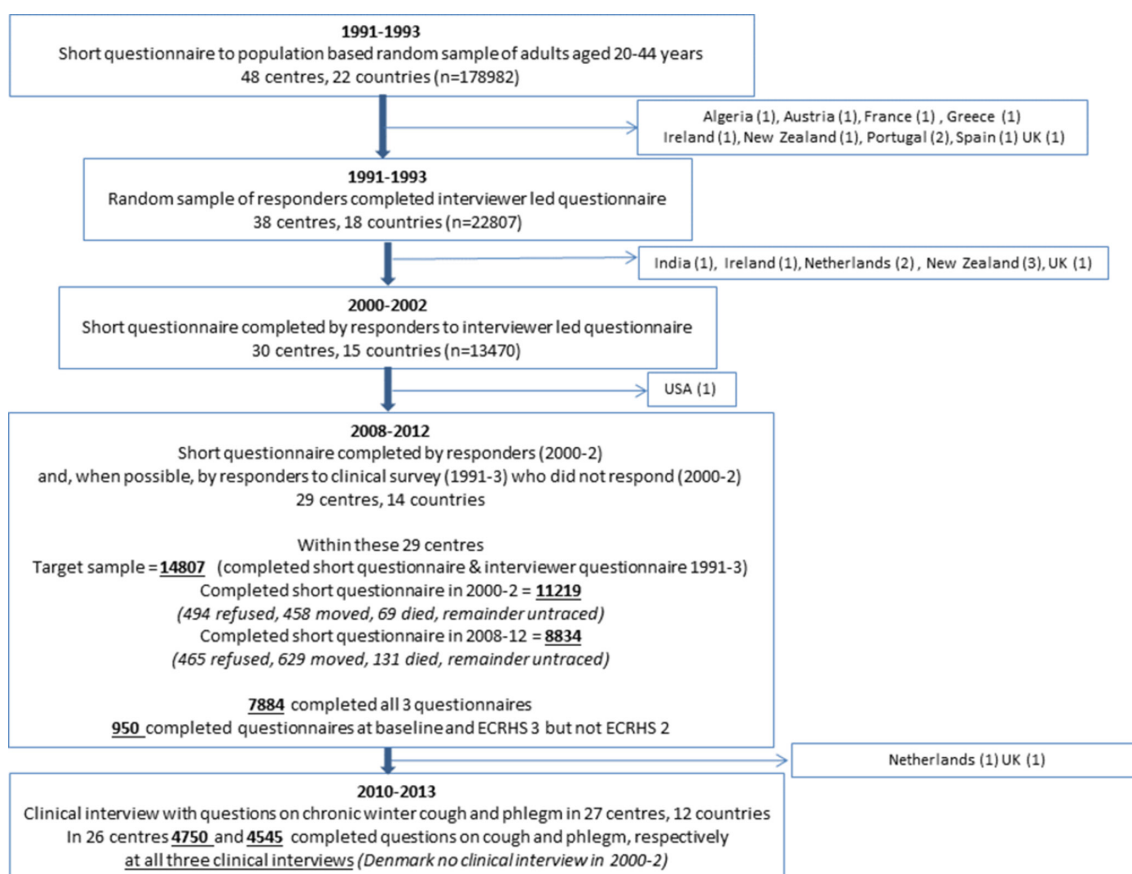 1991-1993
Short questionnaire to population based random sample of adults aged 20-44 years
48 centres, 22 countries (n=178982)
Algeria (1), Austria (1), France (1) , Greece (1)
Ireland (1), New Zealand (1), Portugal (2), Spain (1) UK (1)
1991-1993
Random sample of responders completed interviewer led questionnaire
38 centres, 18 countries (n=22807)
India (1), Ireland (1), Netherlands (2) , New Zealand (3), UK (1)
2000-2002
Short questionnaire completed by responders to interviewer led questionnaire
30 centres, 15 countries (n=13470)
USA (1)
2008-2012
Short questionnaire completed by responders (2000-2)
and, when possible, by responders to clinical survey (1991-3) who did not respond (2000-2)
29 centres, 14 countries
Within these 29 centres
Target sample = 14807 (completed short questionnaire & interviewer questionnaire 1991-3)
Completed short questionnaire in 2000-2 = 11219
(494 refused, 458 moved, 69 died, remainder untraced)
Completed short questionnaire in 2008-12 = 8834
(465 refused, 629 moved, 131 died, remainder untraced)
7884 completed all 3 questionnaires
950 completed questionnaires at baseline and ECRHS 3 but not ECRHS 2
Netherlands (1) UK (1)
2010-2013
Clinical interview with questions on chronic winter cough and phlegm in 27 centres, 12 countries
In 26 centres 4750 and 4545 completed questions on cough and phlegm, respectively
at all three clinical interviews (Denmark no clinical interview in 2000-2)